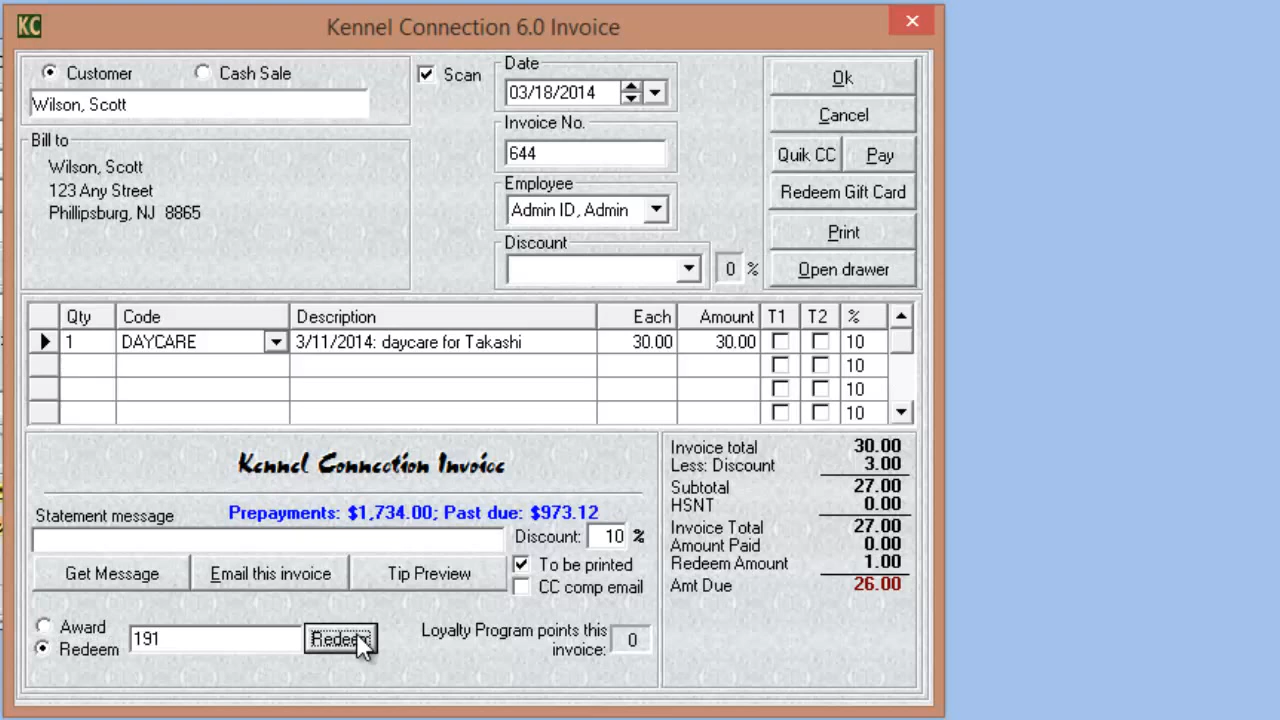 KC Kennel Connection 6.0 Invoice
Customer Cash Sale
Wilson, Scott
Scan
Date
03/18/2014
Invoice No.
644
Employee
Admin ID, Admin
Discount
0 %
Ok
Cancel
Quik CC Pay
Redeem Gift Card
Print
Open drawer
Bill to
Wilson, Scott
123 Any Street
Phillipsburg, NJ 8865
Qty Code Description Each Amount T1 T2 %
1 DAYCARE 3/11/2014: daycare for Takashi 30.00 30.00 10
10
10
10
Kennel Connection Invoice
Prepayments: $1,734.00; Past due: $973.12
Statement message
Discount: 10 %
Get Message Email this invoice Tip Preview
To be printed
CC comp email
Award
Redeem
191
Redeem
Loyalty Program points this
invoice: 0
Invoice total 30.00
Less: Discount 3.00
Subtotal 27.00
HSNT 0.00
Invoice Total 27.00
Amount Paid 0.00
Redeem Amount 1.00
Amt Due 26.00